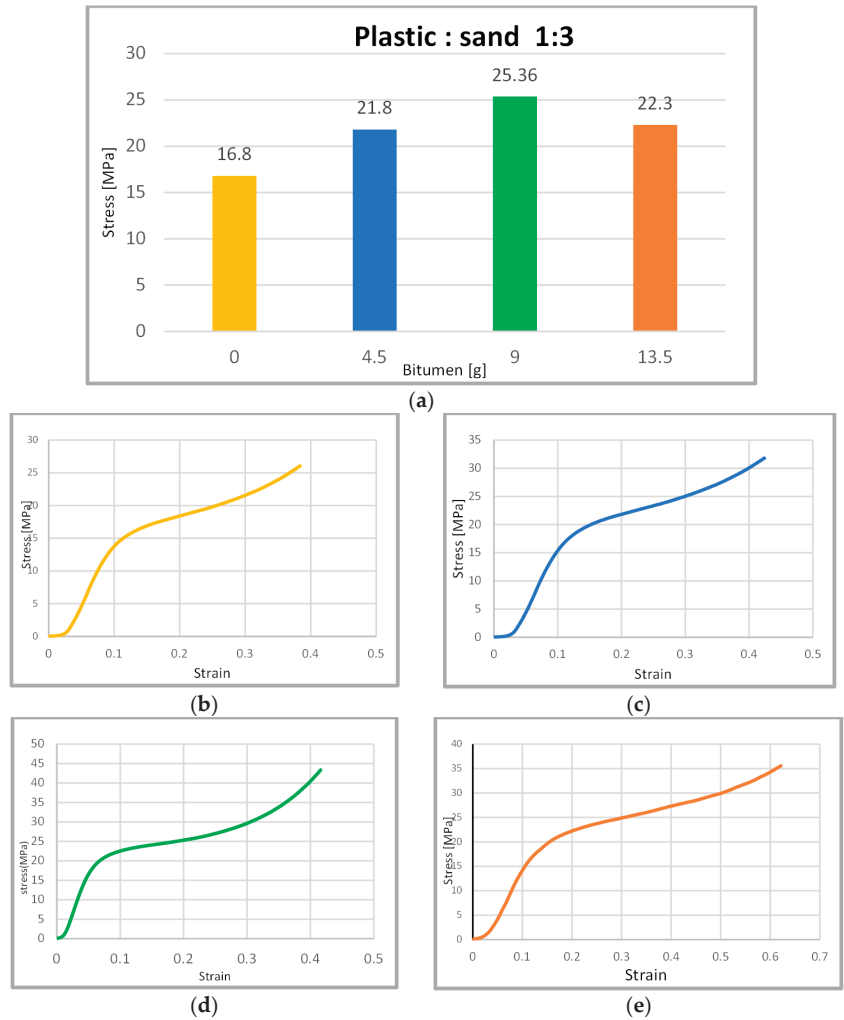 Plastic : sand 1:3
30
25
20
15
10
5
0
Stress [MPa]
16.8
21.8
25.36
22.3
0 4.5 9 13.5
Bitumen [g]
(a)
30
25
20
15
10
5
0
Stress [MPa]
0 0.1 0.2 0.3 0.4 0.5
Strain
(b)
35
30
25
20
15
10
5
0
Stress [MPa]
0 0.1 0.2 0.3 0.4 0.5
Strain
(c)
50
45
40
35
30
25
20
15
10
5
0
stress(MPa)
0 0.1 0.2 0.3 0.4 0.5
Strain
(d)
40
35
30
25
20
15
10
5
0
Stress [MPa]
0 0.1 0.2 0.3 0.4 0.5 0.6 0.7
Strain
(e)